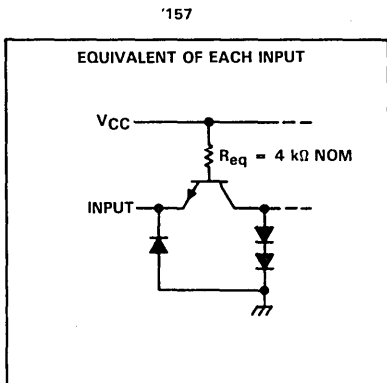 '157
EQUIVALENT OF EACH INPUT
VCC
Req = 4 kΩ NOM
INPUT